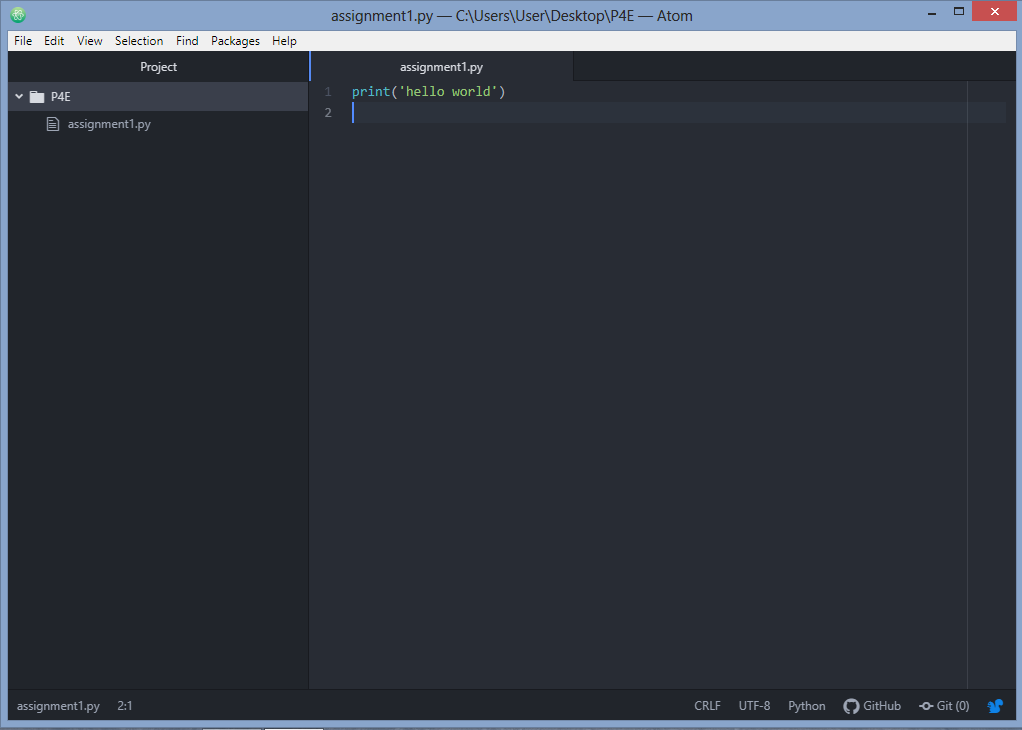 assignment1.py — C:\Users\User\Desktop\P4E — Atom
File Edit View Selection Find Packages Help
Project
assignment1.py
P4E
assignment1.py
1 print('hello world')
2
assignment1.py 2:1 CRLF UTF-8 Python GitHub Git (0)